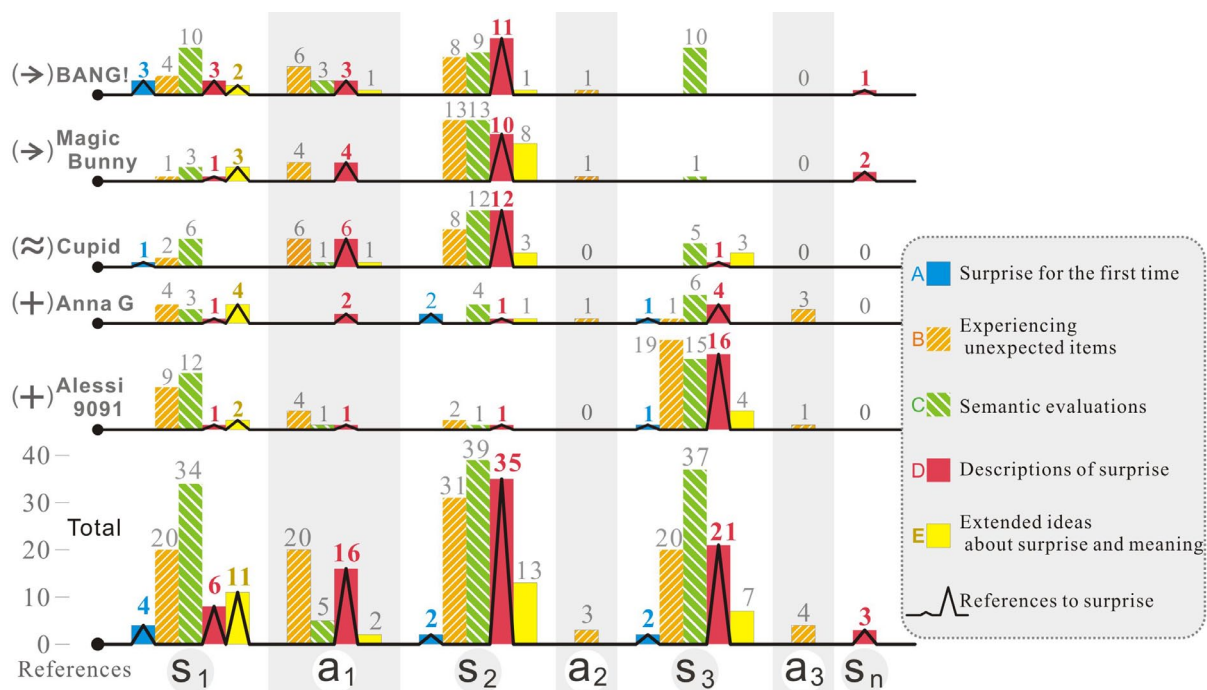 10
3 4 3 2 6 3 3 1 8 9 11 1 1 10 0 1
(→) BANG!
1 3 1 3 4 4 13 13 10 8 1 1 0 2
(→) Magic
Bunny
1 2 6 6 1 6 1 8 12 12 3 0 5 1 3 0 0
(≈) Cupid
4 3 1 4 2 2 4 1 1 1 1 1 6 4 3 0
(+) Anna G
9 12 1 2 4 1 1 2 1 1 0 1 19 15 16 4 1 0
(+) Alessi
9091
40
30
20
10
0
Total
4 20 34 6 11 20 5 16 2 2 31 39 35 13 3 2 20 37 21 7 4 3
References s1 a1 s2 a2 s3 a3 sn
A Surprise for the first time
B Experiencing
unexpected items
C Semantic evaluations
D Descriptions of surprise
E Extended ideas
about surprise and meaning
References to surprise